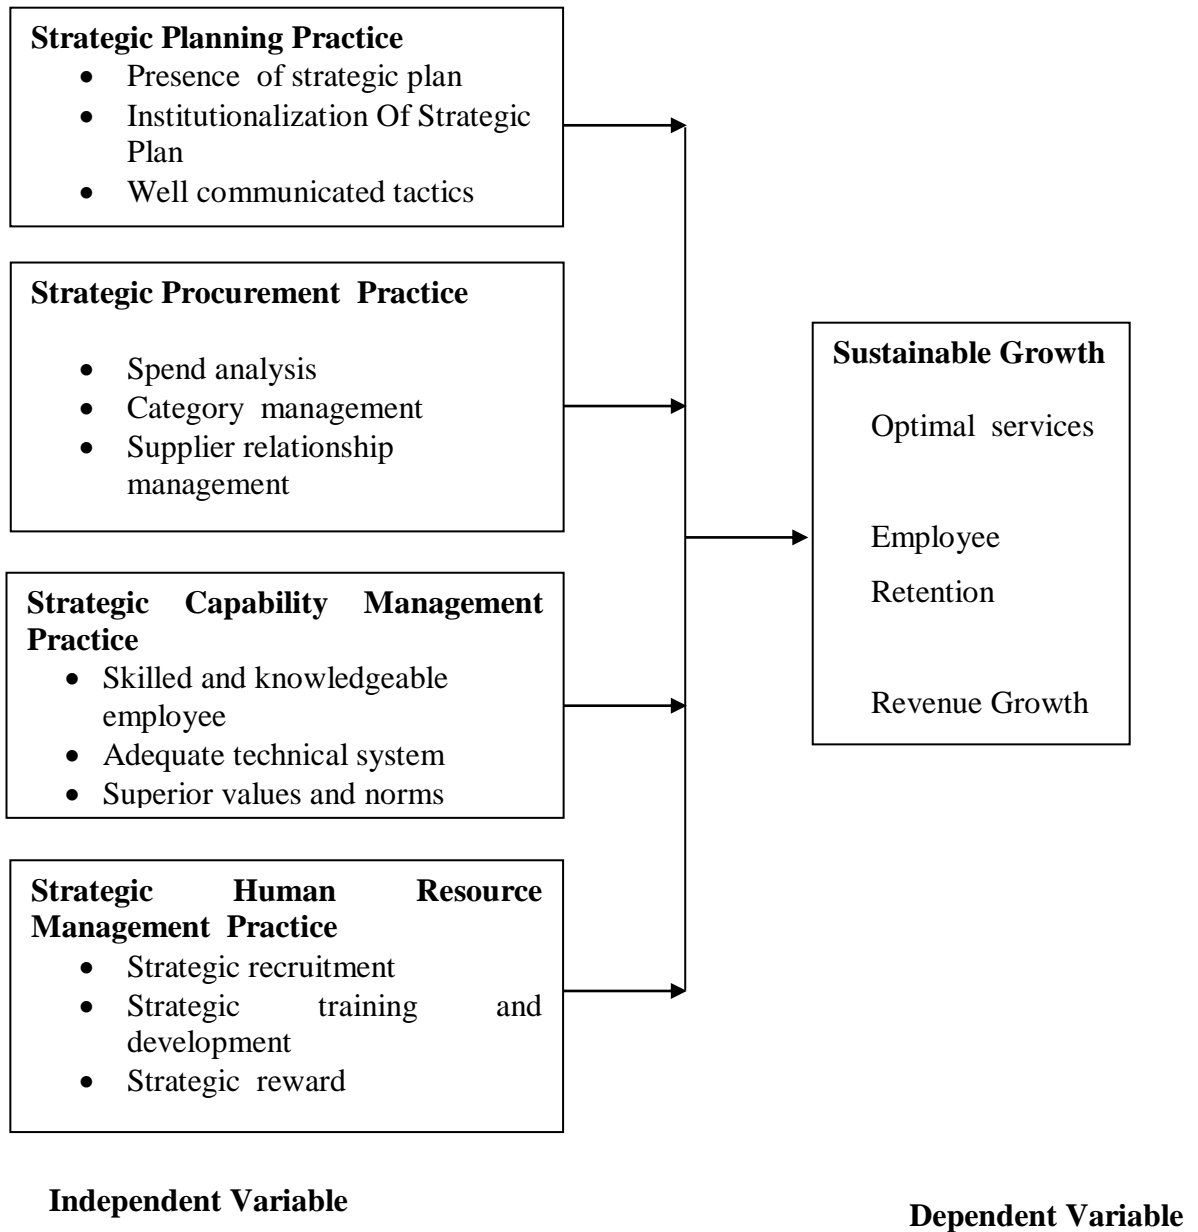 Strategic Planning Practice
• Presence of strategic plan
• Institutionalization Of Strategic
Plan
• Well communicated tactics
Strategic Procurement Practice
• Spend analysis
• Category management
• Supplier relationship
management
Strategic Capability Management
Practice
• Skilled and knowledgeable
employee
• Adequate technical system
• Superior values and norms
Strategic Human Resource
Management Practice
• Strategic recruitment
• Strategic training and
development
• Strategic reward
Independent Variable
Sustainable Growth
Optimal services
Employee
Retention
Revenue Growth
Dependent Variable